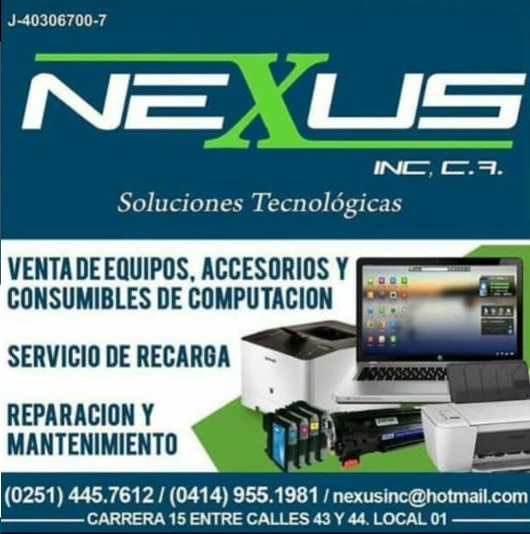 J-40306700-7
NEXUS
INC, C.A.
Soluciones Tecnológicas
VENTA DE EQUIPOS, ACCESORIOS Y
CONSUMIBLES DE COMPUTACION
SERVICIO DE RECARGA
REPARACION Y
MANTENIMIENTO
(0251) 445.7612 / (0414) 955.1981 / nexusinc@hotmail.com
CARRERA 15 ENTRE CALLES 43 Y 44. LOCAL 01